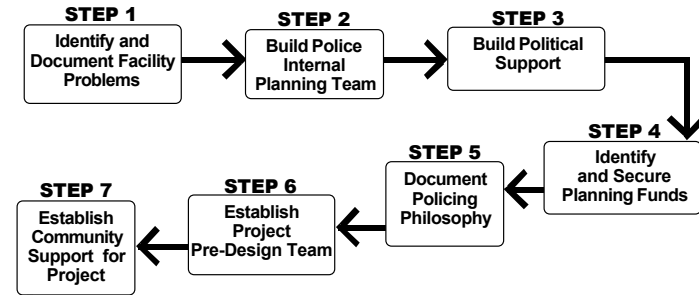 STEP 1
Identify and
Document Facility
Problems
STEP 2
Build Police
Internal
Planning Team
STEP 3
Build Political
Support
STEP 4
Identify
and Secure
Planning Funds
STEP 5
Document
Policing
Philosophy
STEP 6
Establish
Project
Pre-Design Team
STEP 7
Establish
Community
Support for
Project